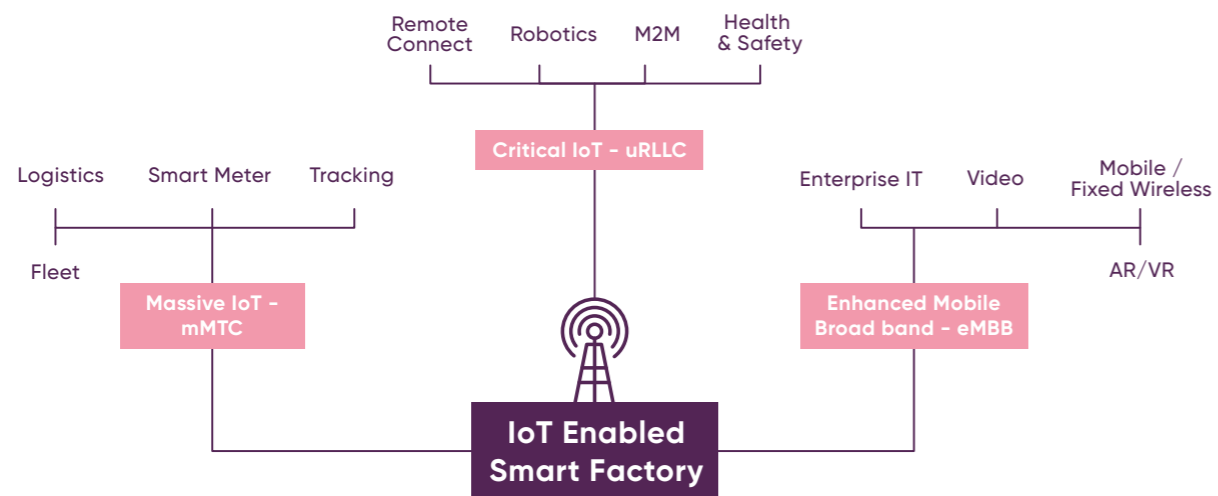 Remote
Connect
Robotics
M2M
Health
& Safety
Critical IoT - uRLLC
Logistics
Smart Meter
Tracking
Fleet
Massive IoT -
mMTC
Enterprise IT
Video
Mobile /
Fixed Wireless
AR/VR
Enhanced Mobile
Broad band - eMBB
IoT Enabled
Smart Factory